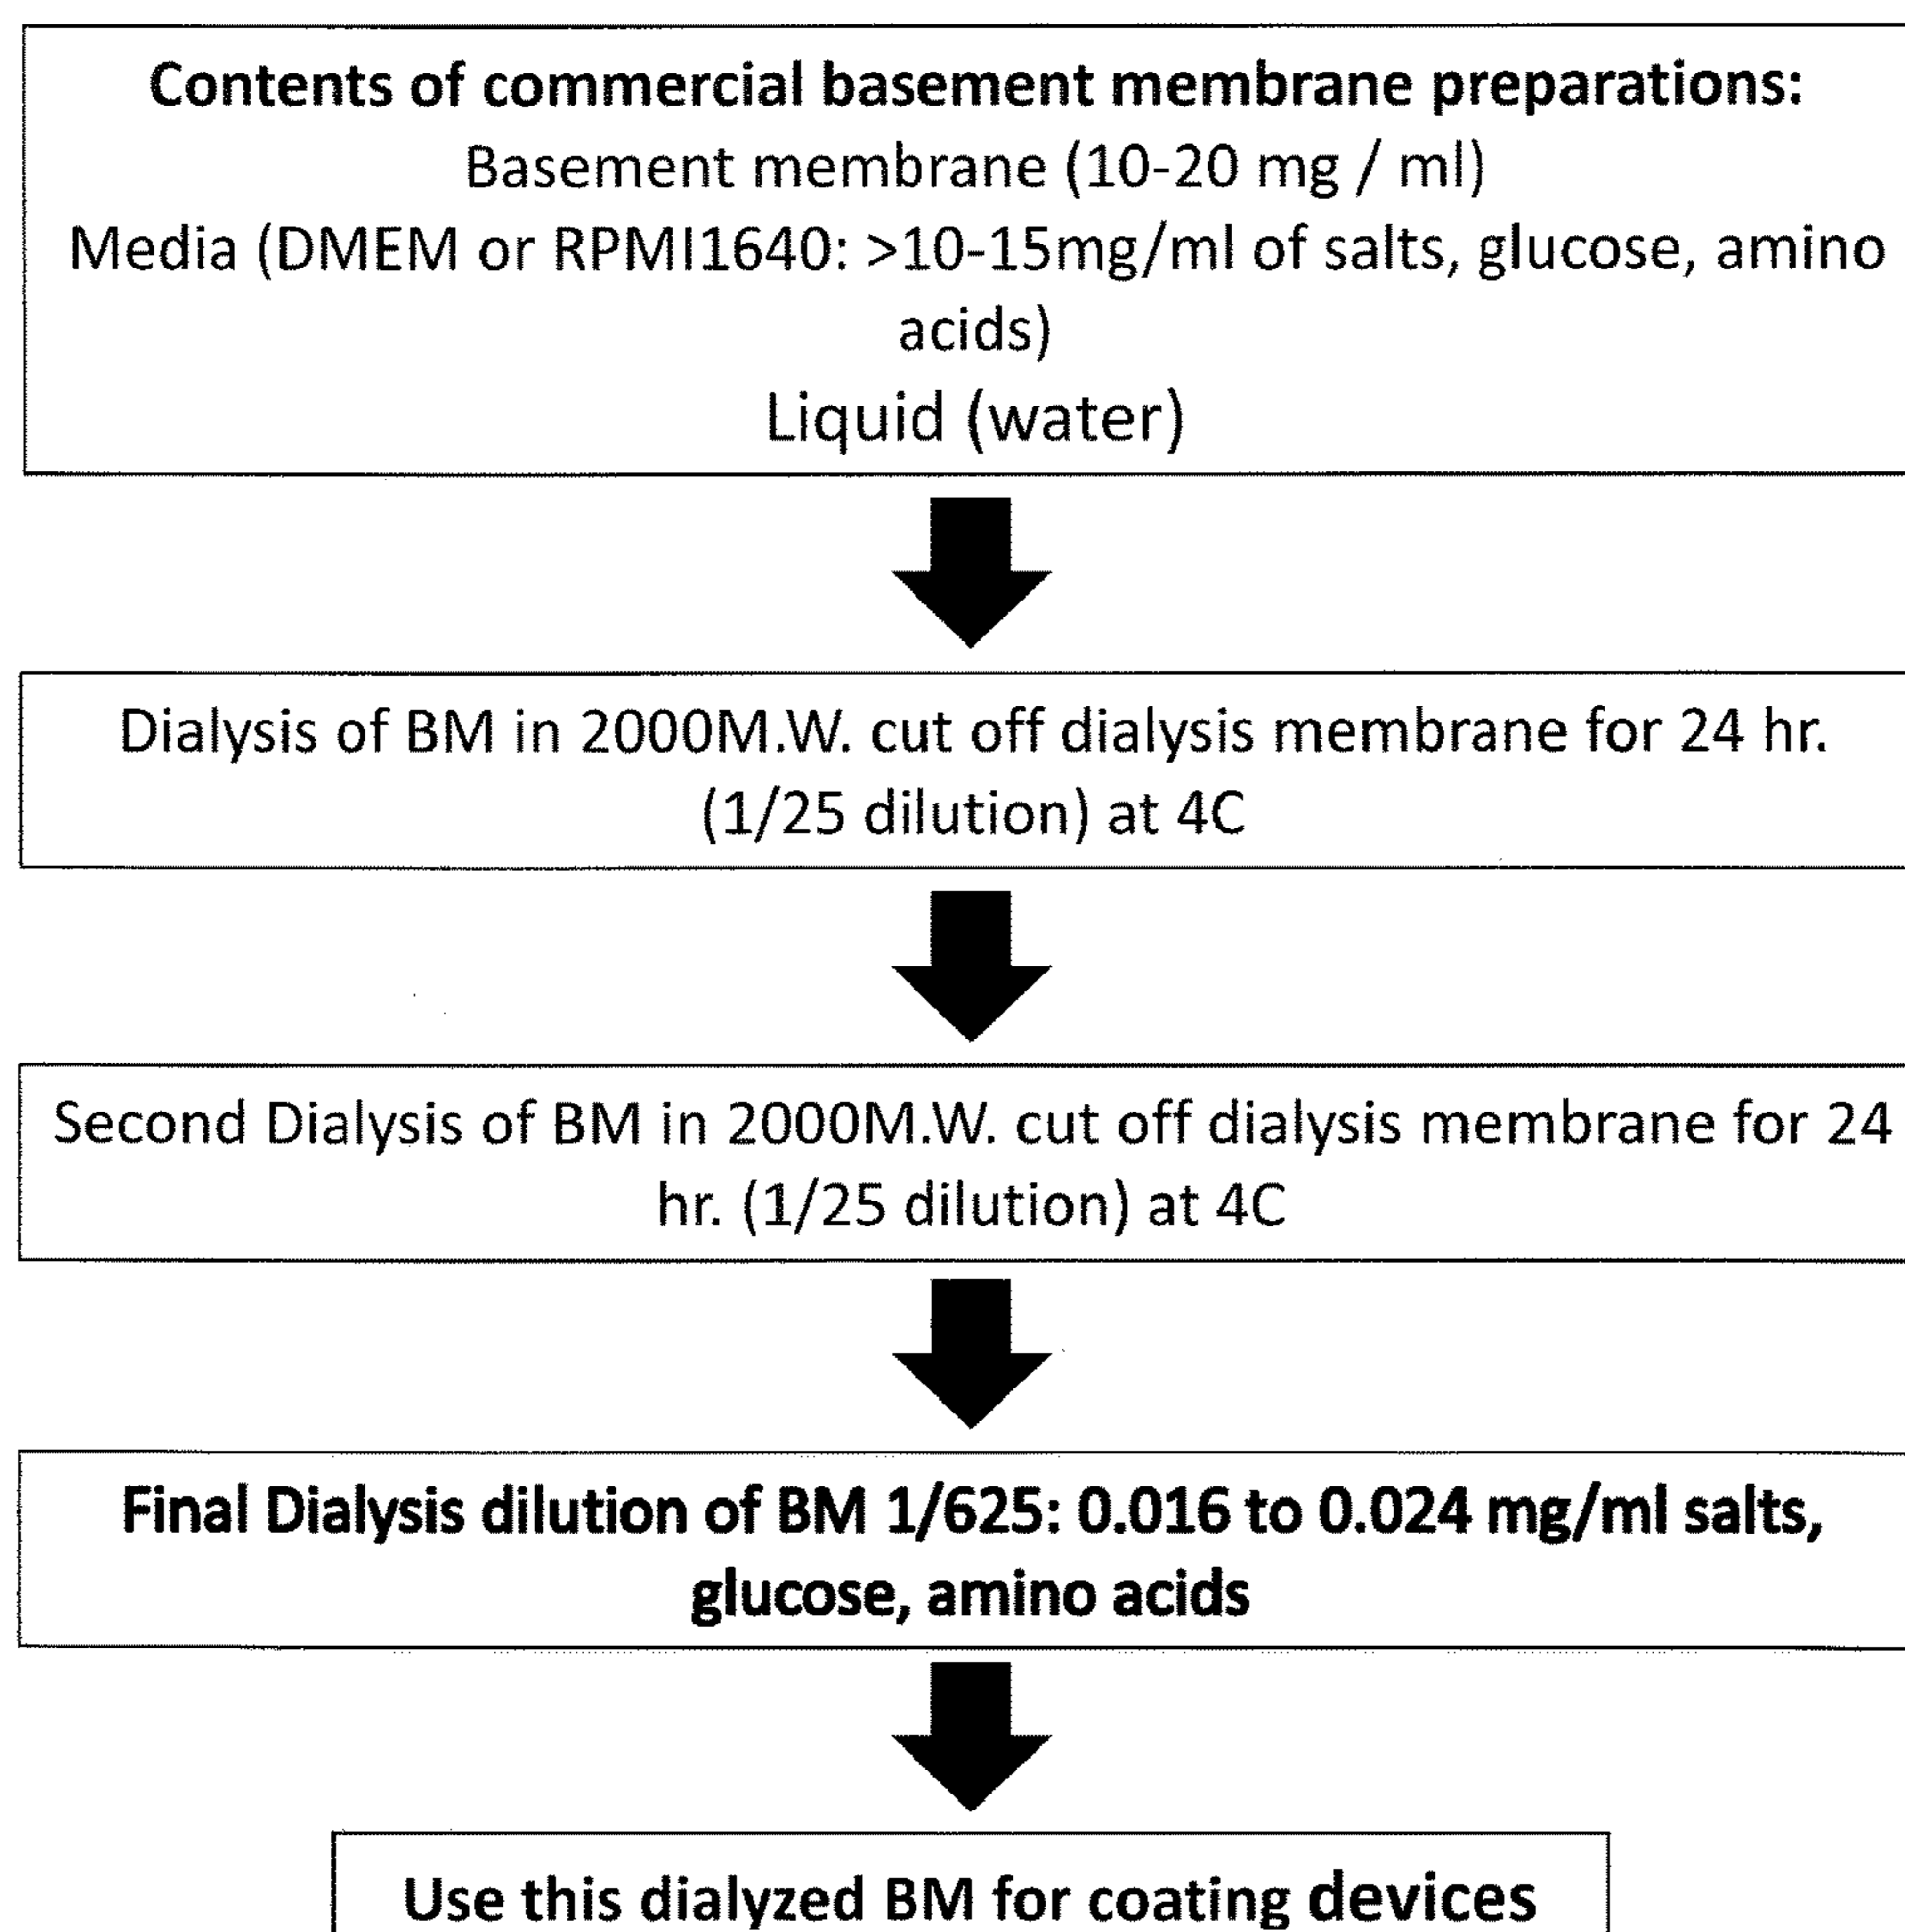 Contents of commercial basement membrane preparations:
Basement membrane (10-20 mg / ml)
Media (DMEM or RPMI1640: >10-15mg/ml of salts, glucose, amino
acids)
Liquid (water)
Dialysis of BM in 2000M.W. cut off dialysis membrane for 24 hr.
(1/25 dilution) at 4C
Second Dialysis of BM in 2000M.W. cut off dialysis membrane for 24
hr. (1/25 dilution) at 4C
Final Dialysis dilution of BM 1/625: 0.016 to 0.024 mg/ml salts,
glucose, amino acids
Use this dialyzed BM for coating devices